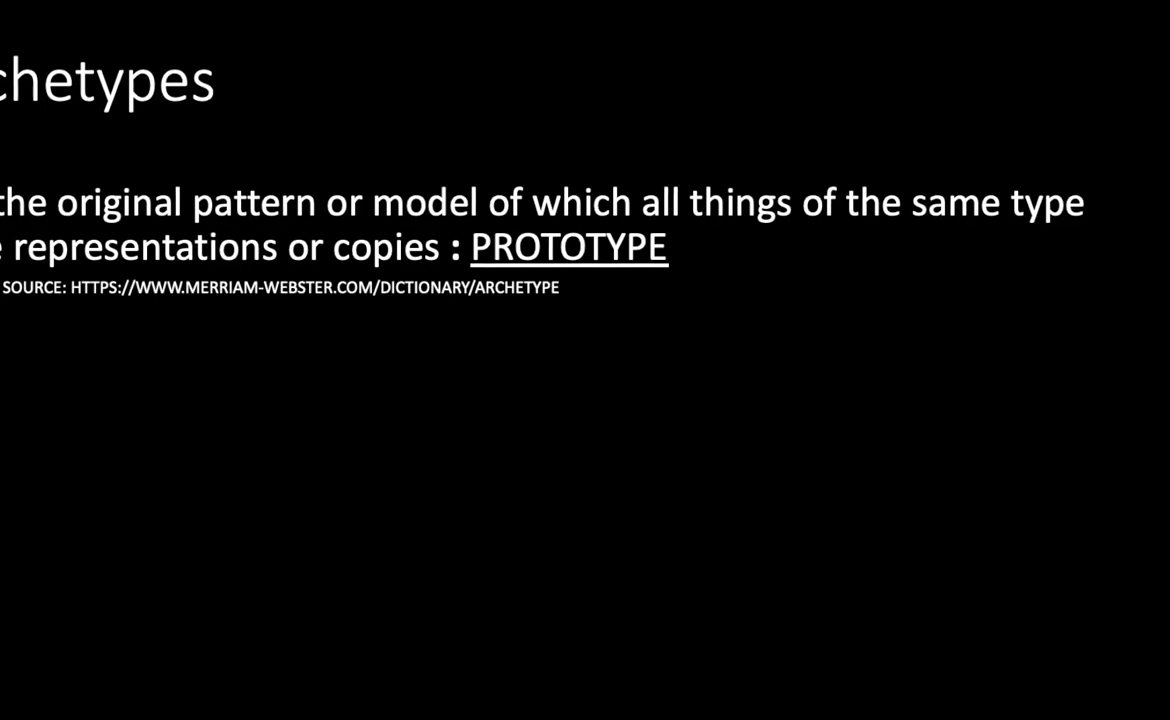 chetypes
the original pattern or model of which all things of the same type
e representations or copies : PROTOTYPE
SOURCE: HTTPS://WWW.MERRIAM-WEBSTER.COM/DICTIONARY/ARCHETYPE